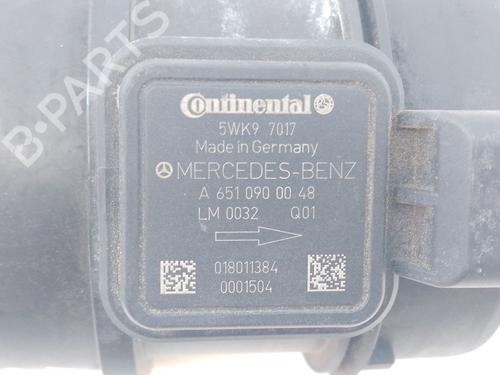 B-PARTS
Continental
5WK9 7017
Made in Germany
MERCEDES-BENZ
A 651 090 00 48
LM 0032 Q01
018011384
0001504